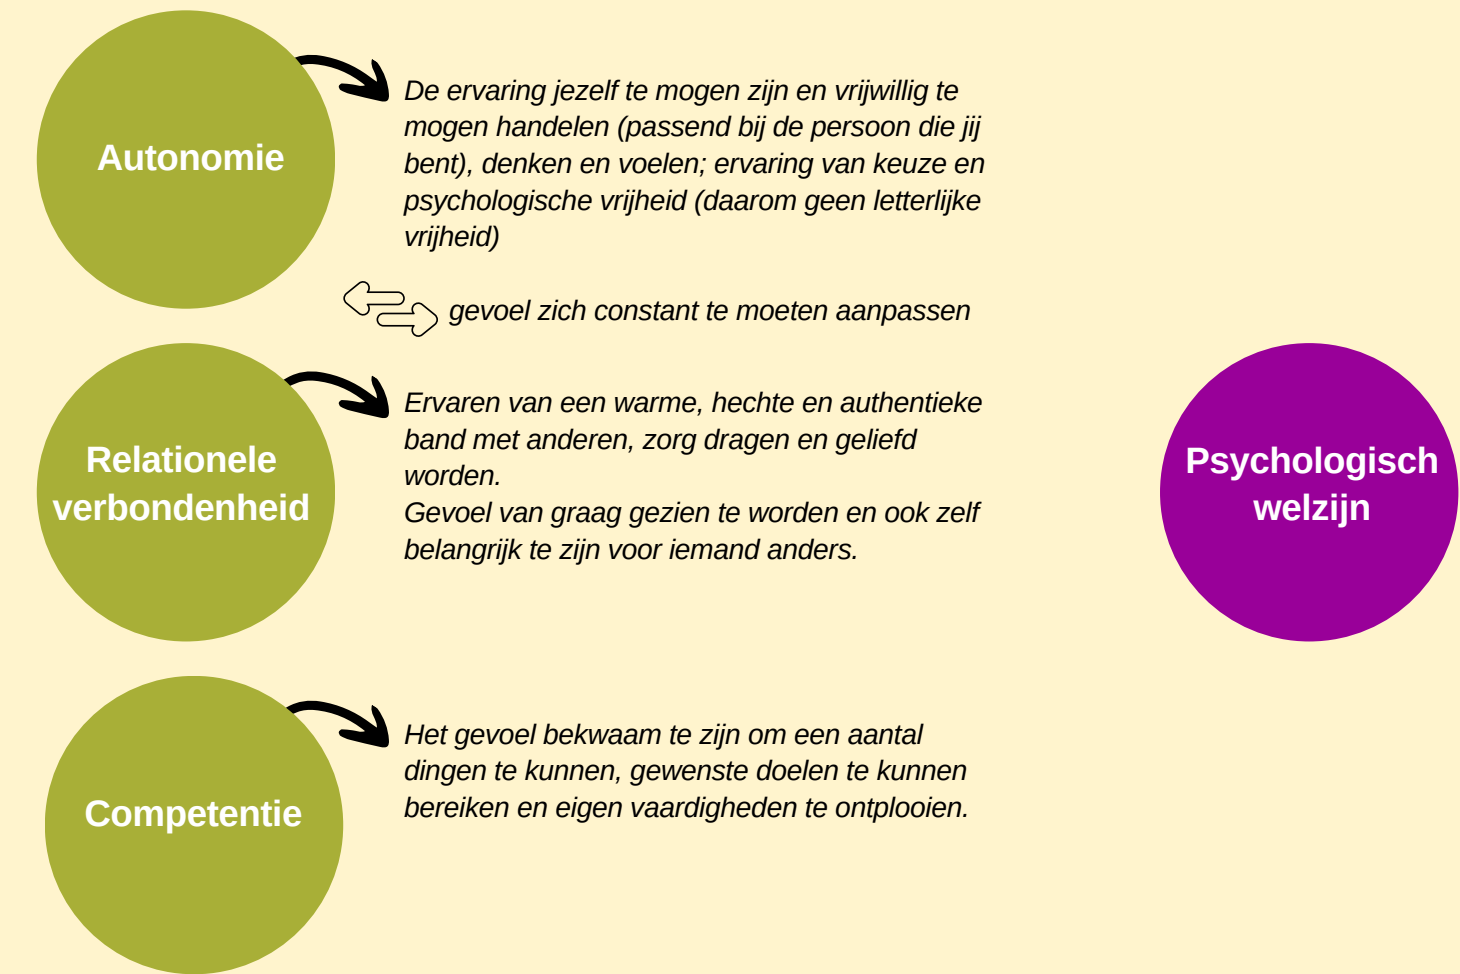 Autonomie
De ervaring jezelf te mogen zijn en vrijwillig te
mogen handelen (passend bij de persoon die jij
bent), denken en voelen; ervaring van keuze en
psychologische vrijheid (daarom geen letterlijke
vrijheid)
gevoel zich constant te moeten aanpassen
Relationele
verbondenheid
Ervaren van een warme, hechte en authentieke
band met anderen, zorg dragen en geliefd
worden.
Gevoel van graag gezien te worden en ook zelf
belangrijk te zijn voor iemand anders.
Psychologisch
welzijn
Competentie
Het gevoel bekwaam te zijn om een aantal
dingen te kunnen, gewenste doelen te kunnen
bereiken en eigen vaardigheden te ontplooien.